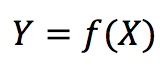 Y = f(X)